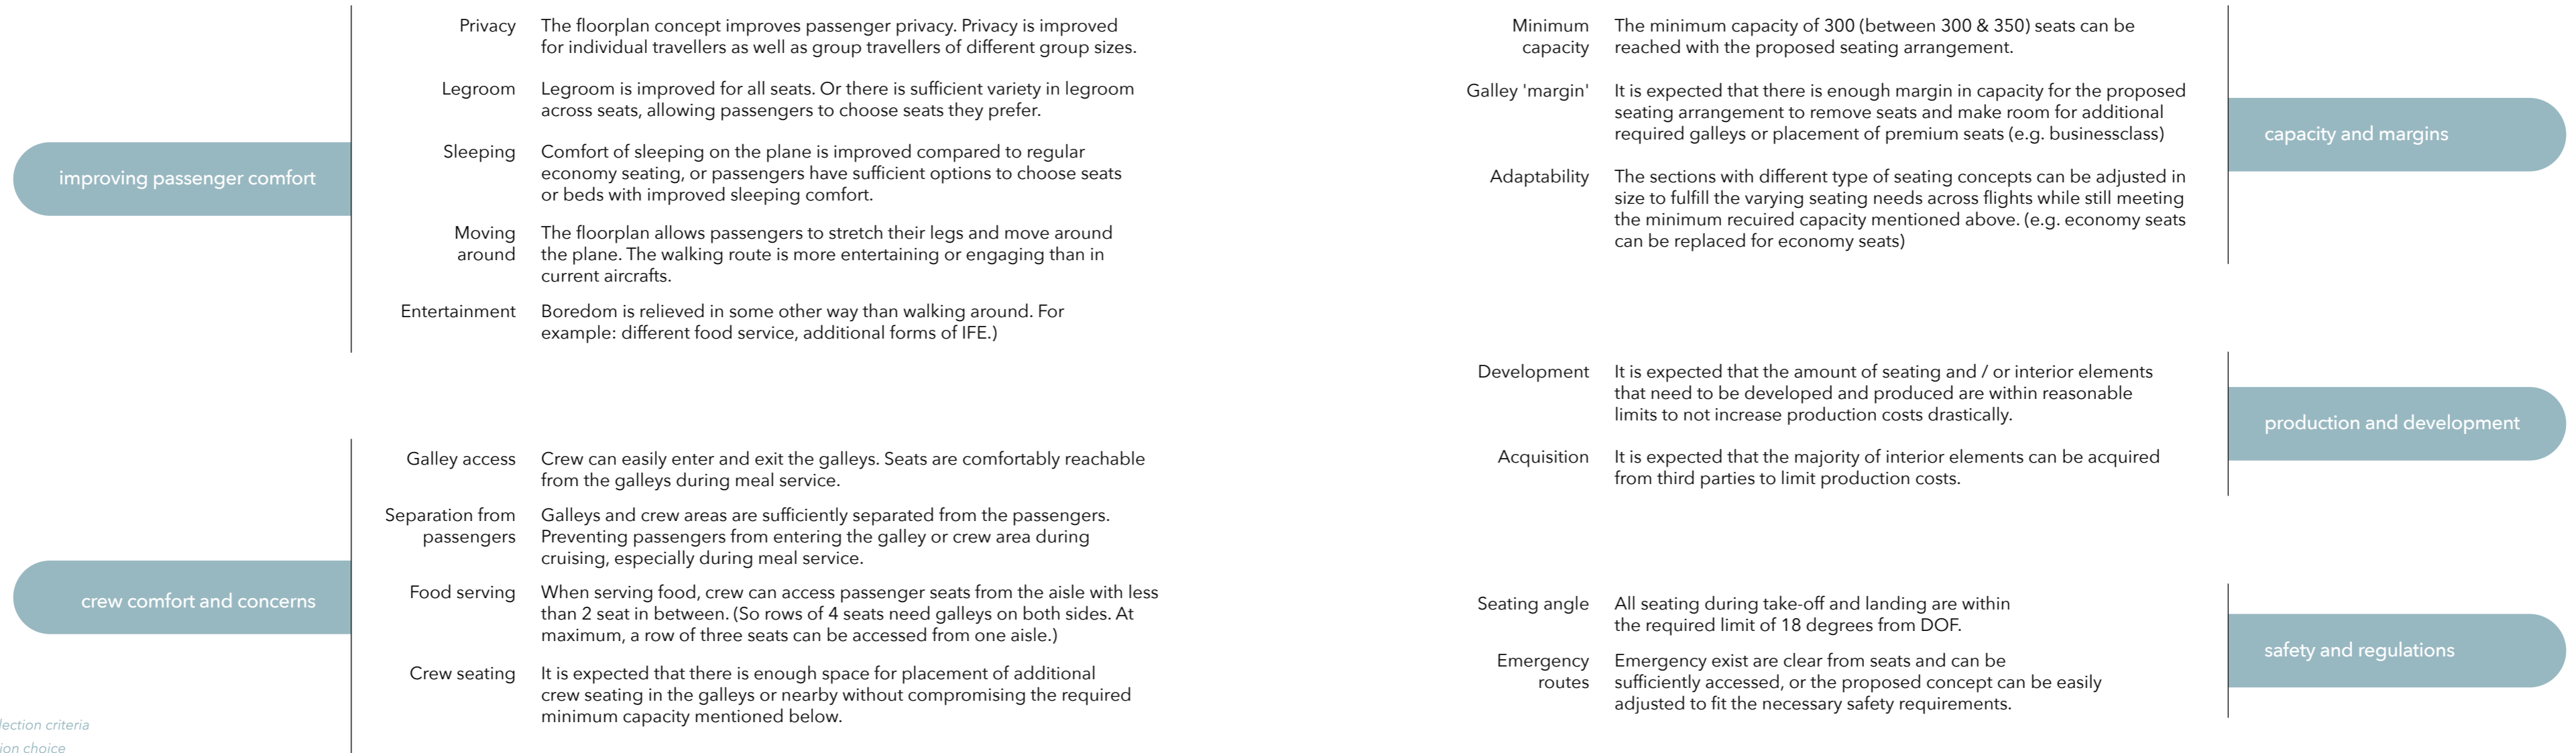 improving passenger comfort
Privacy
The floorplan concept improves passenger privacy. Privacy is improved
for individual travellers as well as group travellers of different group sizes.
Legroom
Legroom is improved for all seats. Or there is sufficient variety in legroom
across seats, allowing passengers to choose seats they prefer.
Sleeping
Comfort of sleeping on the plane is improved compared to regular
economy seating, or passengers have sufficient options to choose seats
or beds with improved sleeping comfort.
Moving
around
The floorplan allows passengers to stretch their legs and move around
the plane. The walking route is more entertaining or engaging than in
current aircrafts.
Entertainment
Boredom is relieved in some other way than walking around. For
example: different food service, additional forms of IFE.)
crew comfort and concerns
Galley access
Crew can easily enter and exit the galleys. Seats are comfortably reachable
from the galleys during meal service.
Separation from
passengers
Galleys and crew areas are sufficiently separated from the passengers.
Preventing passengers from entering the galley or crew area during
cruising, especially during meal service.
Food serving
When serving food, crew can access passenger seats from the aisle with less
than 2 seat in between. (So rows of 4 seats need galleys on both sides. At
maximum, a row of three seats can be accessed from one aisle.)
Crew seating
It is expected that there is enough space for placement of additional
crew seating in the galleys or nearby without compromising the required
minimum capacity mentioned below.
capacity and margins
Minimum
capacity
The minimum capacity of 300 (between 300 & 350) seats can be
reached with the proposed seating arrangement.
Galley 'margin'
It is expected that there is enough margin in capacity for the proposed
seating arrangement to remove seats and make room for additional
required galleys or placement of premium seats (e.g. businessclass)
Adaptability
The sections with different type of seating concepts can be adjusted in
size to fulfill the varying seating needs across flights while still meeting
the minimum recuired capacity mentioned above. (e.g. economy seats
can be replaced for economy seats)
production and development
Development
It is expected that the amount of seating and / or interior elements
that need to be developed and produced are within reasonable
limits to not increase production costs drastically.
Acquisition
It is expected that the majority of interior elements can be acquired
from third parties to limit production costs.
safety and regulations
Seating angle
All seating during take-off and landing are within
the required limit of 18 degrees from DOF.
Emergency
routes
Emergency exist are clear from seats and can be
sufficiently accessed, or the proposed concept can be easily
adjusted to fit the necessary safety requirements.
criteria
choice